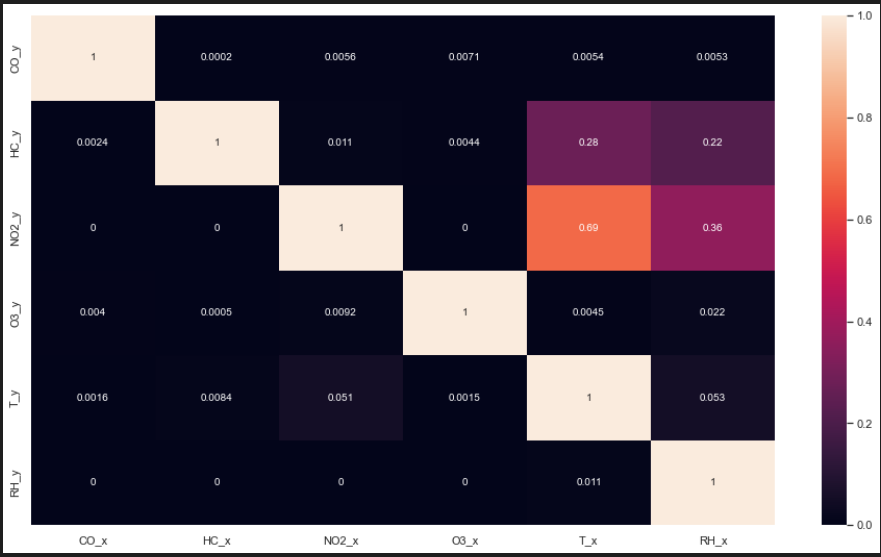 CO_y 1 0.0002 0.0056 0.0071 0.0054 0.0053
HC_y 0.0024 1 0.011 0.0044 0.28 0.22
NO2_y 0 0 1 0 0.69 0.36
O3_y 0.004 0.0005 0.0092 1 0.0045 0.022
T_y 0.0016 0.0084 0.051 0.0015 1 0.053
RH_y 0 0 0 0 0.011 1
CO_x HC_x NO2_x O3_x T_x RH_x
1.0
0.8
0.6
0.4
0.2
0.0